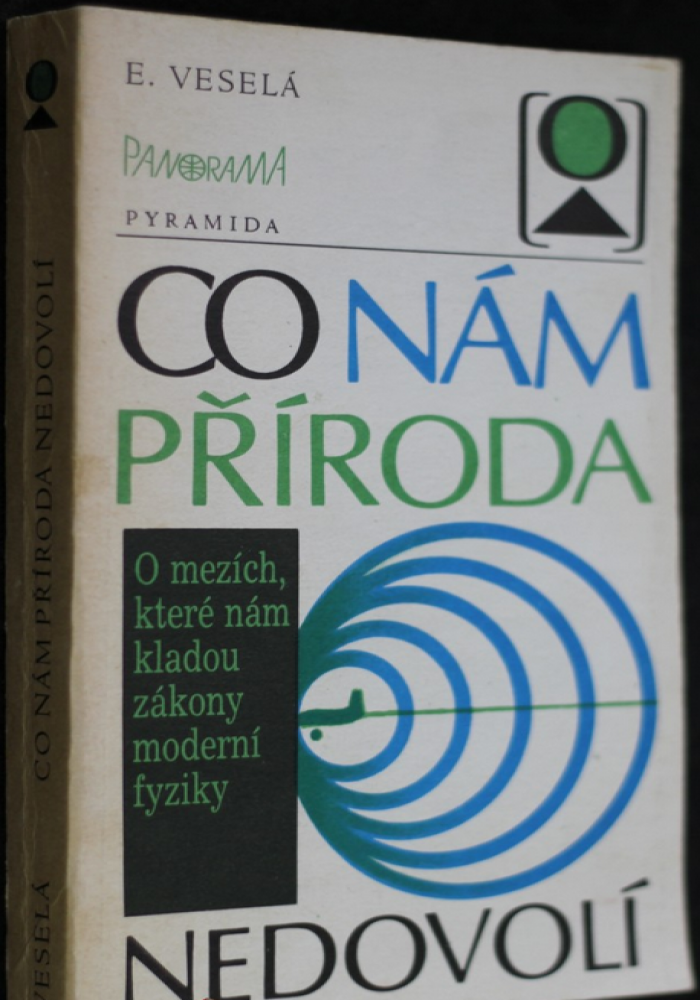 E. VESELÁ
PANORAMA
PYRAMIDA
CO NÁM
PŘÍRODA
O mezích,
které nám
kladou
zákony
moderní
fyziky
NEDOVOLÍ
VESELÁ CO NÁM PŘÍRODA NEDOVOLÍ